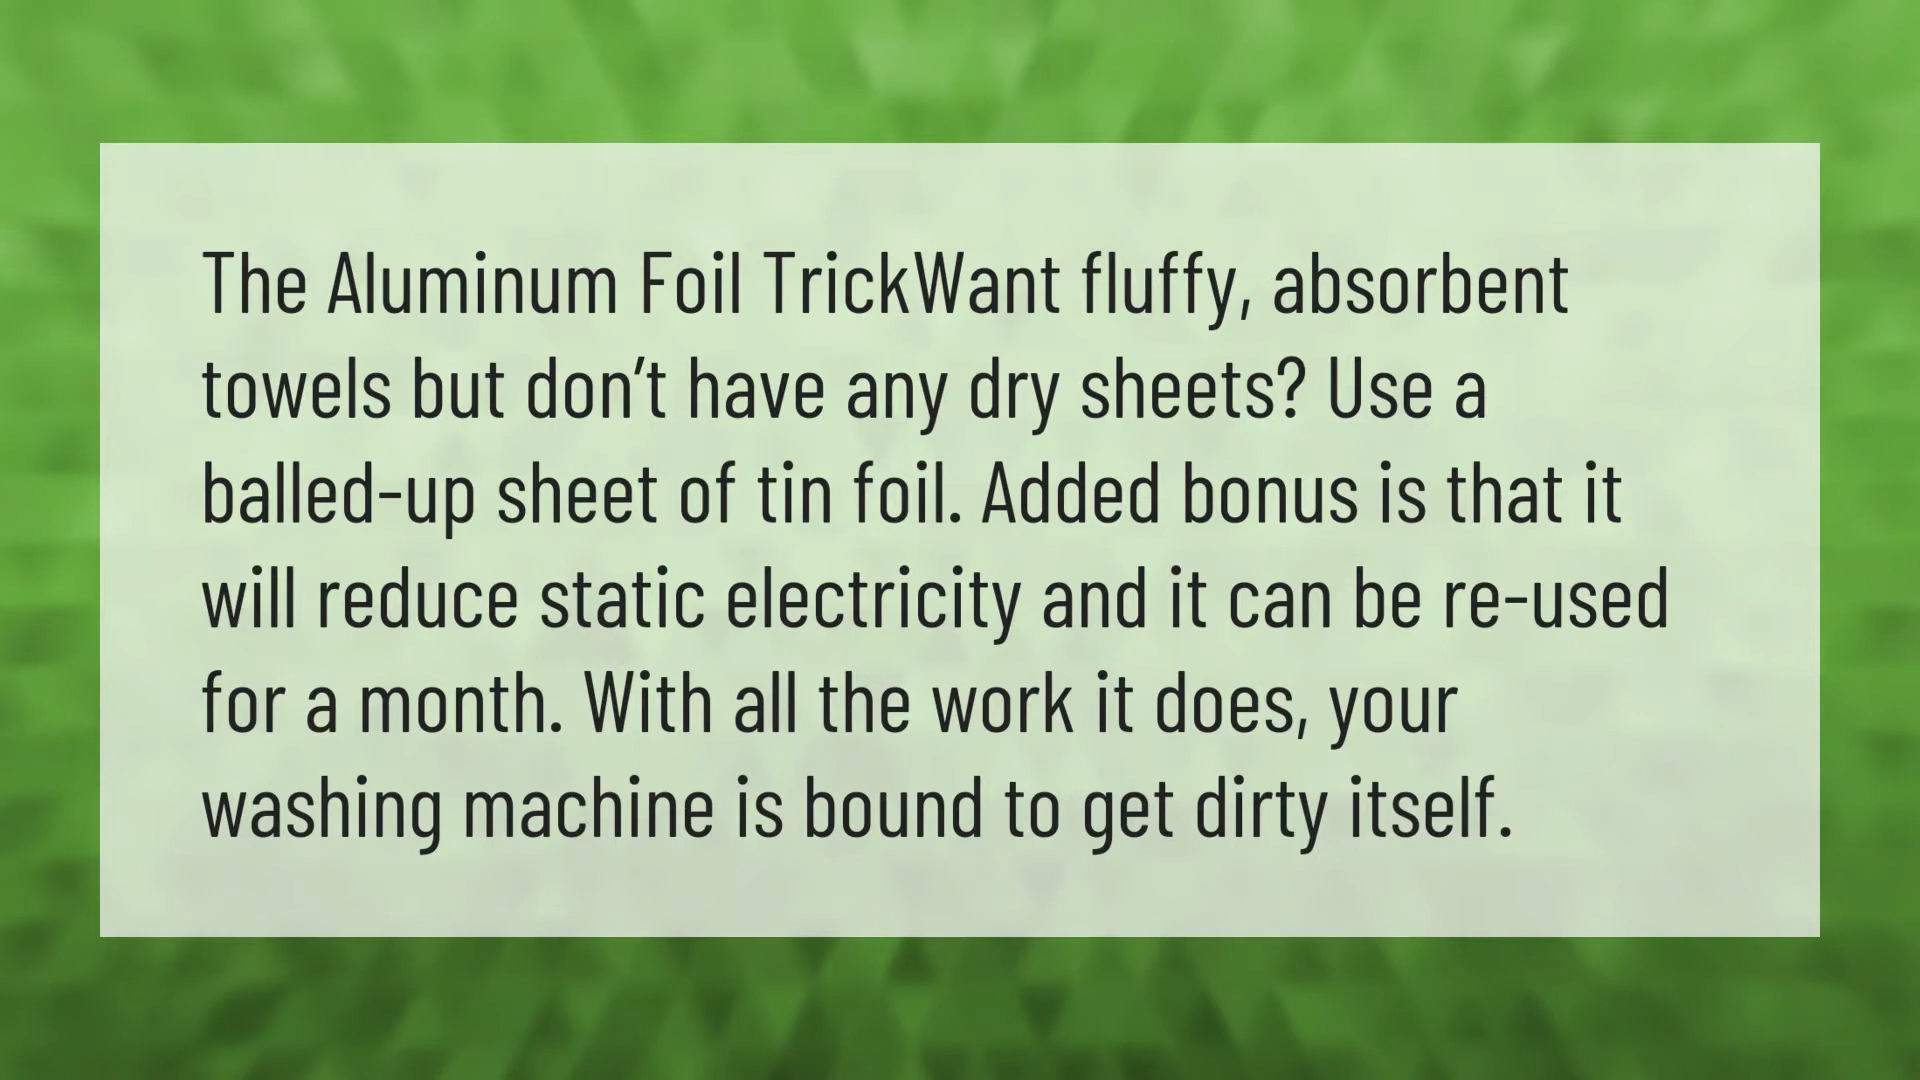 The Aluminum Foil TrickWant fluffy, absorbent
towels but don’t have any dry sheets? Use a
balled-up sheet of tin foil. Added bonus is that it
will reduce static electricity and it can be re-used
for a month. With all the work it does, your
washing machine is bound to get dirty itself.